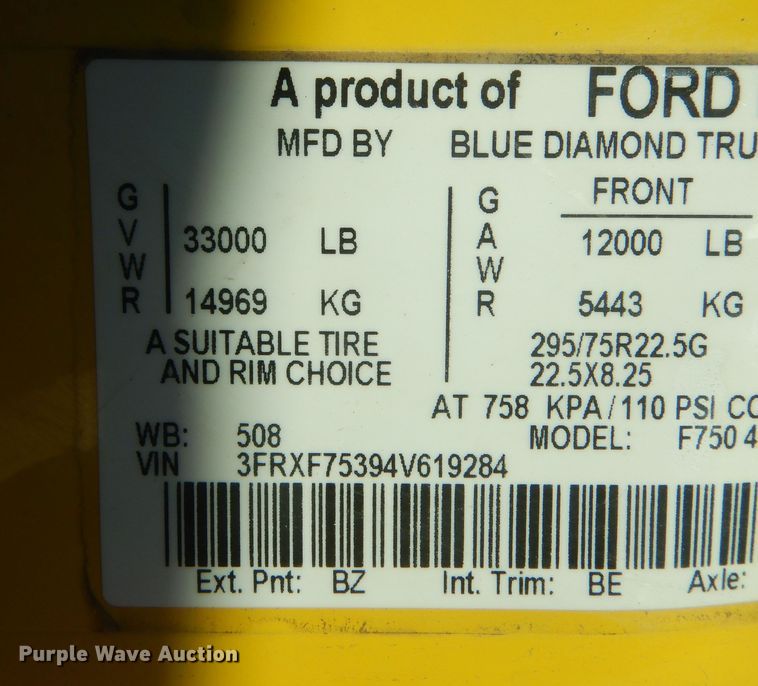 A product of FORD
MFD BY BLUE DIAMOND TRU
GVWR 33000 LB GAWR FRONT 12000 LB
14969 KG 5443 KG
A SUITABLE TIRE 295/75R22.5G
AND RIM CHOICE 22.5X8.25
AT 758 KPA/110 PSI CO
WB: 508 MODEL: F750 4
VIN 3FRXF75394V619284
Ext. Pnt: BZ Int. Trim: BE Axle:
Purple Wave Auction